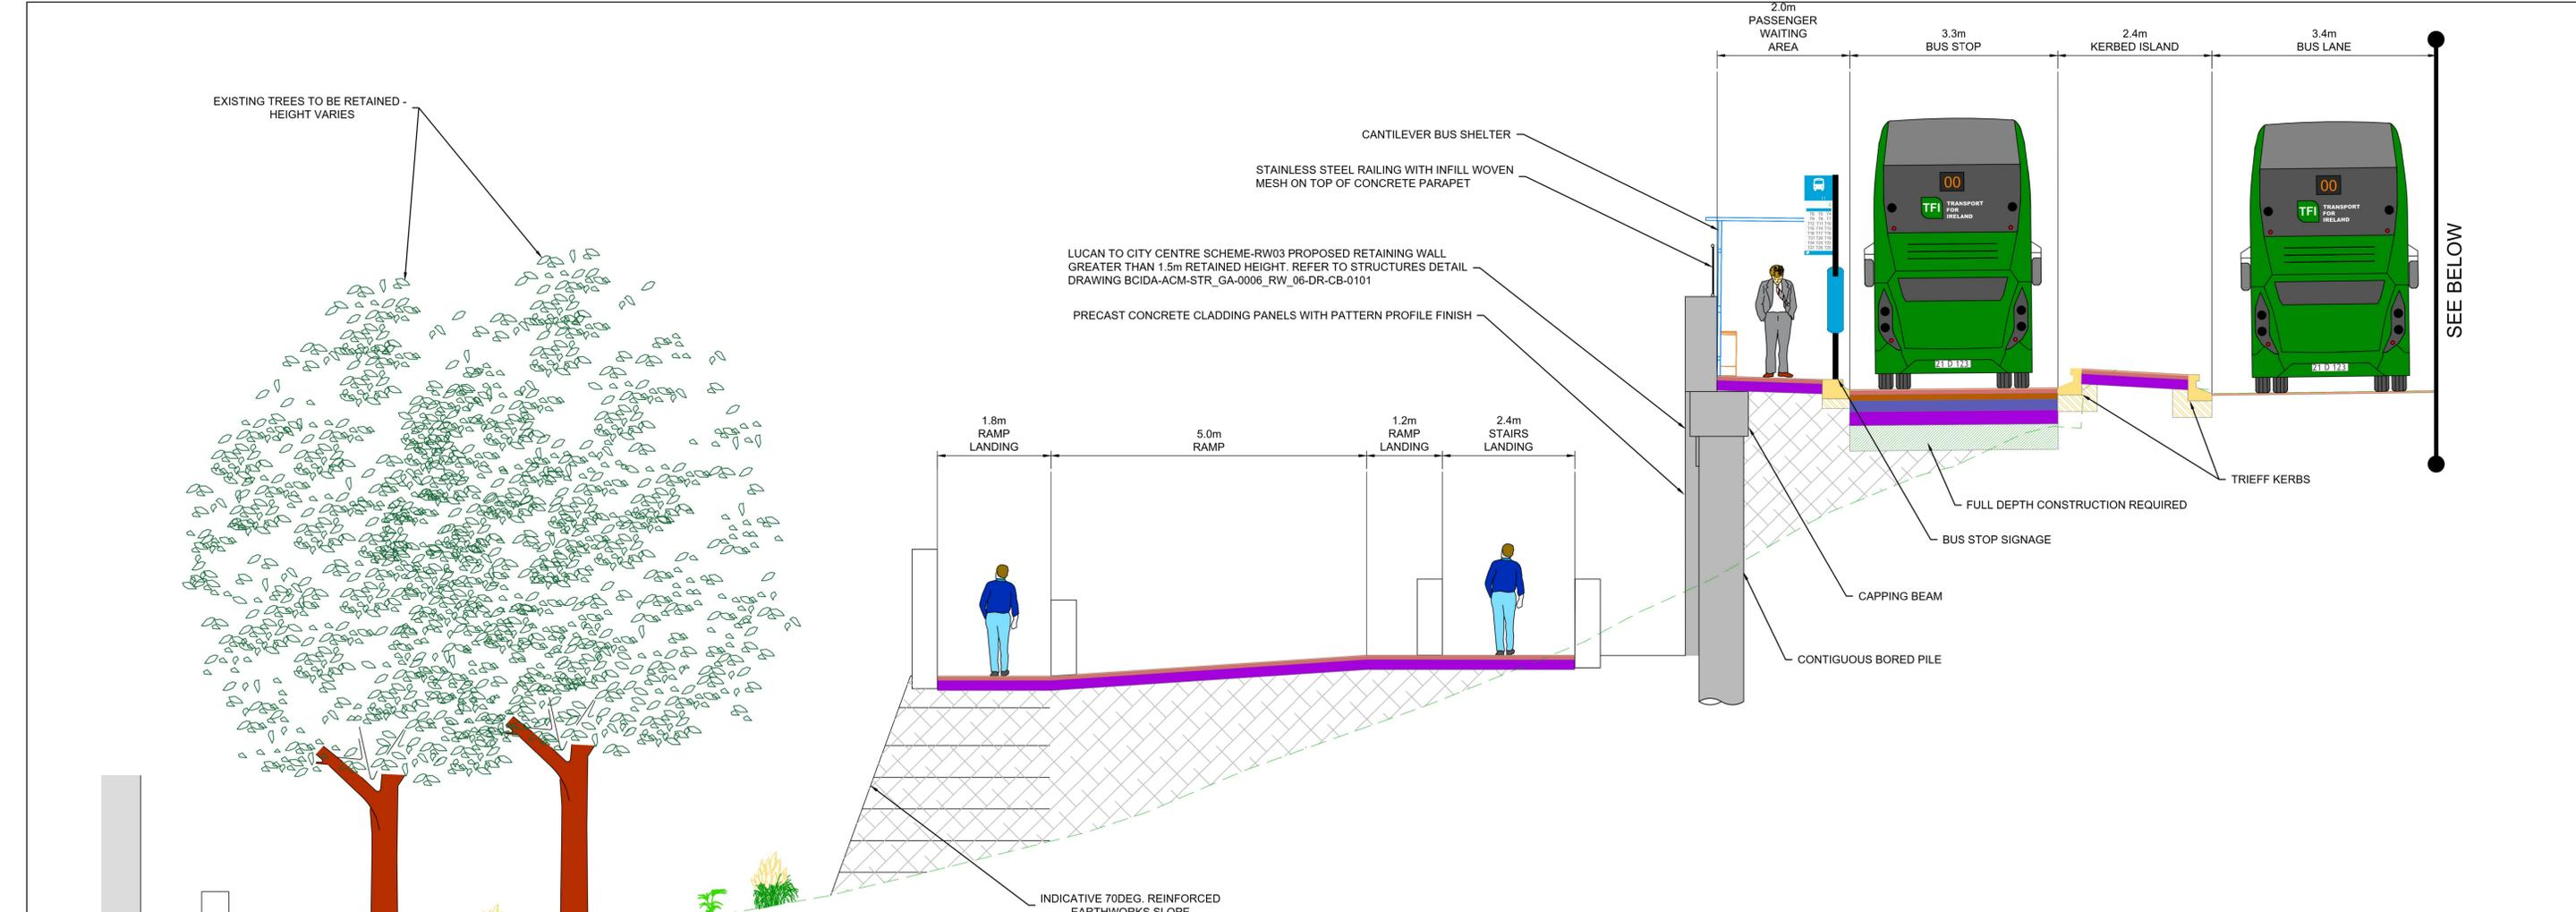 2.0m
PASSENGER
WAITING
AREA
3.3m
BUS STOP
2.4m
KERBED ISLAND
3.4m
BUS LANE
EXISTING TREES TO BE RETAINED -
HEIGHT VARIES
CANTILEVER BUS SHELTER
STAINLESS STEEL RAILING WITH INFILL WOVEN
MESH ON TOP OF CONCRETE PARAPET
LUCAN TO CITY CENTRE SCHEME-RW03 PROPOSED RETAINING WALL
GREATER THAN 1.5m RETAINED HEIGHT. REFER TO STRUCTURES DETAIL
DRAWING BCIDA-ACM-STR_GA-0006_RW_06-DR-CB-0101
PRECAST CONCRETE CLADDING PANELS WITH PATTERN PROFILE FINISH
00
TFI
TRANSPORT
FOR
IRELAND
21 D 123
00
TFI
TRANSPORT
FOR
IRELAND
21 D 123
SEE BELOW
1.8m
RAMP
LANDING
5.0m
RAMP
1.2m
RAMP
LANDING
2.4m
STAIRS
LANDING
TRIEFF KERBS
FULL DEPTH CONSTRUCTION REQUIRED
BUS STOP SIGNAGE
CAPPING BEAM
CONTIGUOUS BORED PILE
INDICATIVE 70DEG. REINFORCED
EARTHWORKS SLOPE